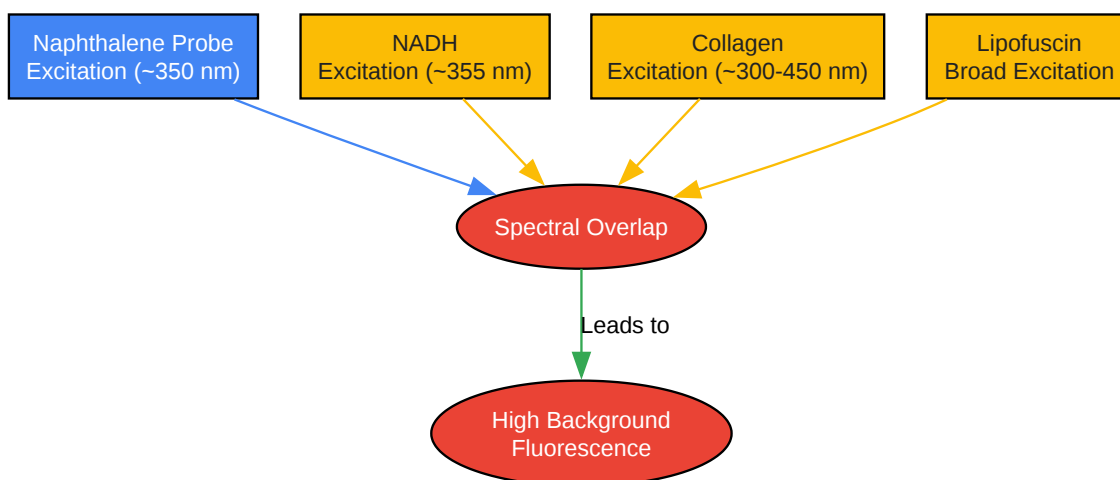 Naphthalene Probe
Excitation (~350 nm)
NADH
Excitation (~355 nm)
Collagen
Excitation (~300-450 nm)
Lipofuscin
Broad Excitation
Spectral Overlap
Leads to
High Background
Fluorescence